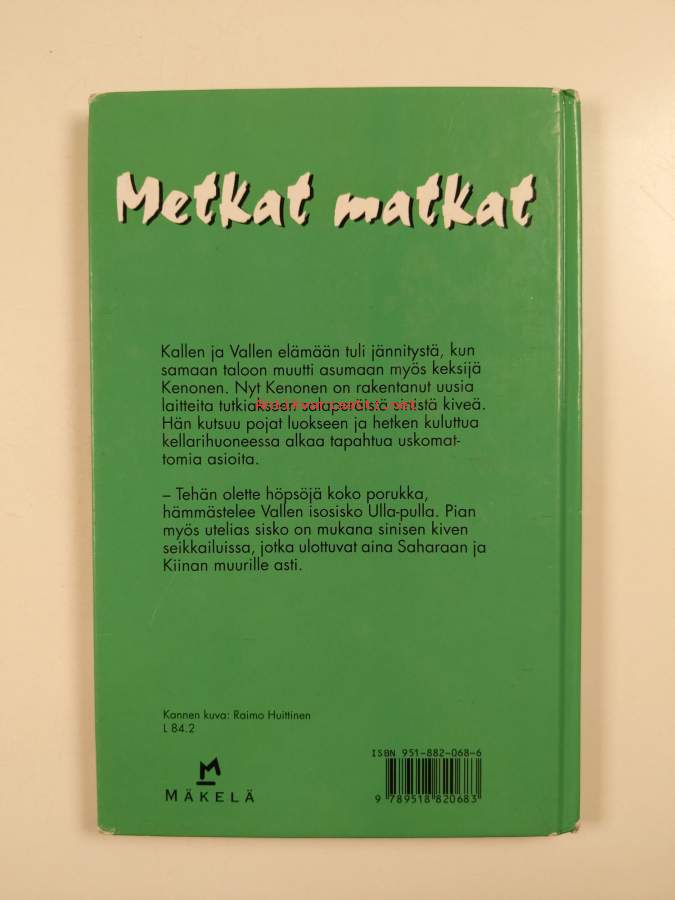 Metkat matkat
Kallen ja Vallen elämään tuli jännitystä, kun
samaan taloon muutti asumaan myös keksijä
Kenonen. Nyt Kenonen on rakentanut uusia
laitteita tutkiakseen salaperäistä sinistä kiveä.
Hän kutsuu pojat luokseen ja hetken kuluttua
kellarihuoneessa alkaa tapahtua uskomat-
tomia asioita.
– Tehän olette höpsöjä koko porukka,
hämmästelee Vallen isosisko Ulla-pulla. Pian
myös utelias sisko on mukana sinisen kiven
seikkailuissa, jotka ulottuvat aina Saharaan ja
Kiinan muurille asti.
Kannen kuva: Raimo Huittinen
L 84.2
M
MÄKELÄ
ISBN 951-882-068-6
9 789518 820683